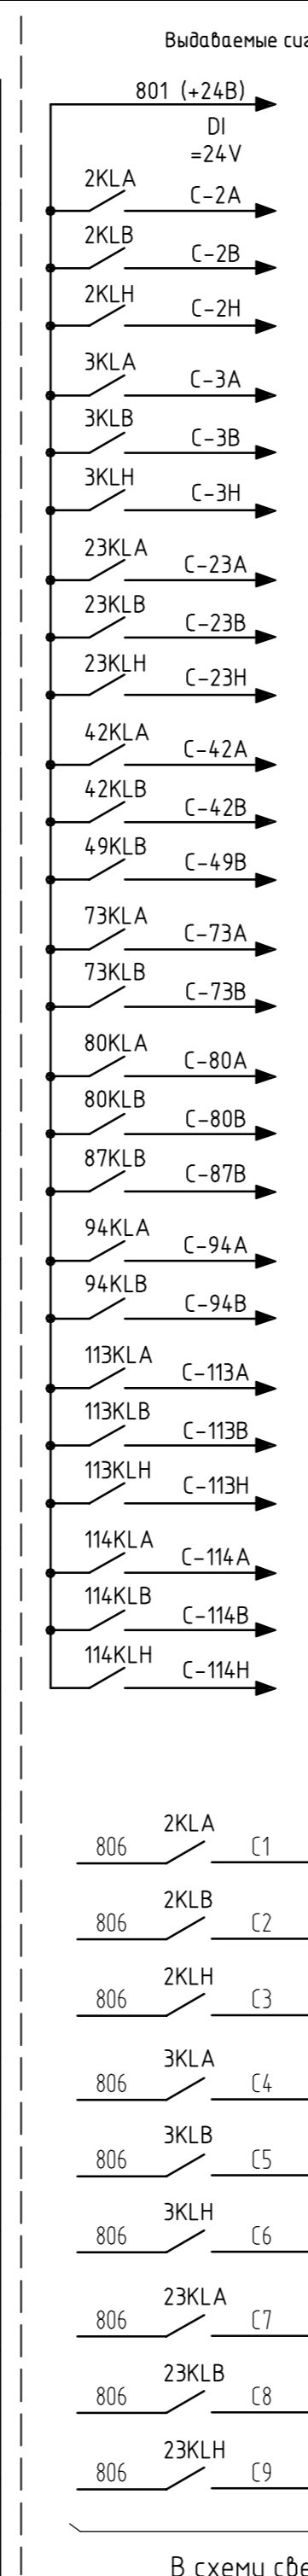 Выдаваемые
801 (+24В)
DI
=24V
2KLA
C-2A
2KLB
C-2B
2KLH
C-2H
3KLA
C-3A
3KLB
C-3B
3KLH
C-3H
23KLA
C-23A
23KLB
C-23B
23KLH
C-23H
42KLA
C-42A
42KLB
C-42B
49KLB
C-49B
73KLA
C-73A
73KLB
C-73B
80KLA
C-80A
80KLB
C-80B
87KLB
C-87B
94KLA
C-94A
94KLB
C-94B
113KLA
C-113A
113KLB
C-113B
113KLH
C-113H
114KLA
C-114A
114KLB
C-114B
114KLH
C-114H
2KLA
806 C1
2KLB
806 C2
2KLH
806 C3
3KLA
806 C4
3KLB
806 C5
3KLH
806 C6
23KLA
806 C7
23KLB
806 C8
23KLH
806 C9
В схему